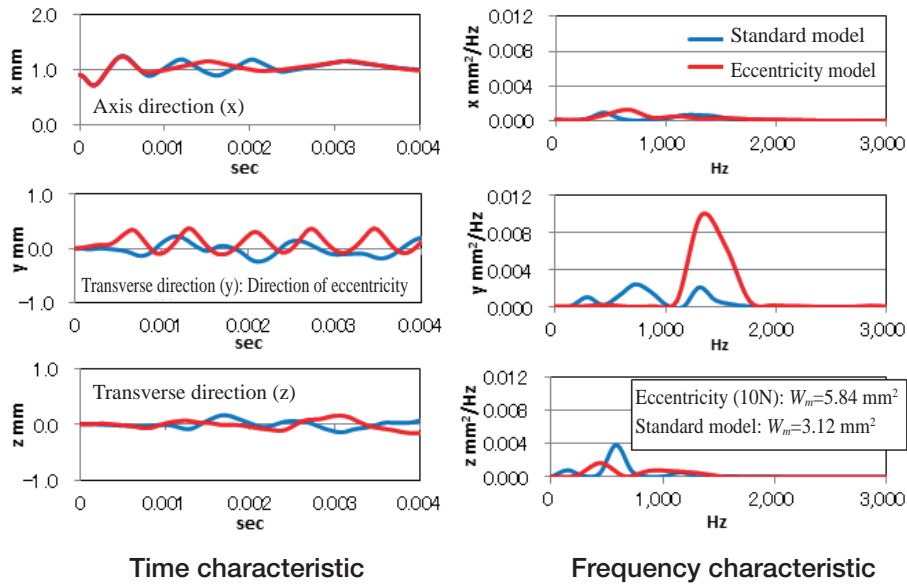 2.0
1.0
0.0
x mm
Axis direction (x)
0
0.001
0.002
0.003
0.004
sec
0.012
0.008
0.004
0.000
x mm²/Hz
Standard model
Eccentricity model
0
1,000
2,000
3,000
Hz
1.0
0.0
−1.0
y mm
Transverse direction (y): Direction of eccentricity
0
0.001
0.002
0.003
0.004
sec
0.012
0.008
0.004
0.000
y mm²/Hz
0
1,000
2,000
3,000
Hz
1.0
0.0
−1.0
z mm
Transverse direction (z)
0
0.001
0.002
0.003
0.004
sec
0.012
0.008
0.004
0.000
z mm²/Hz
Eccentricity (10N): Wm=5.84 mm²
Standard model: Wm=3.12 mm²
0
1,000
2,000
3,000
Hz
Time characteristic
Frequency characteristic